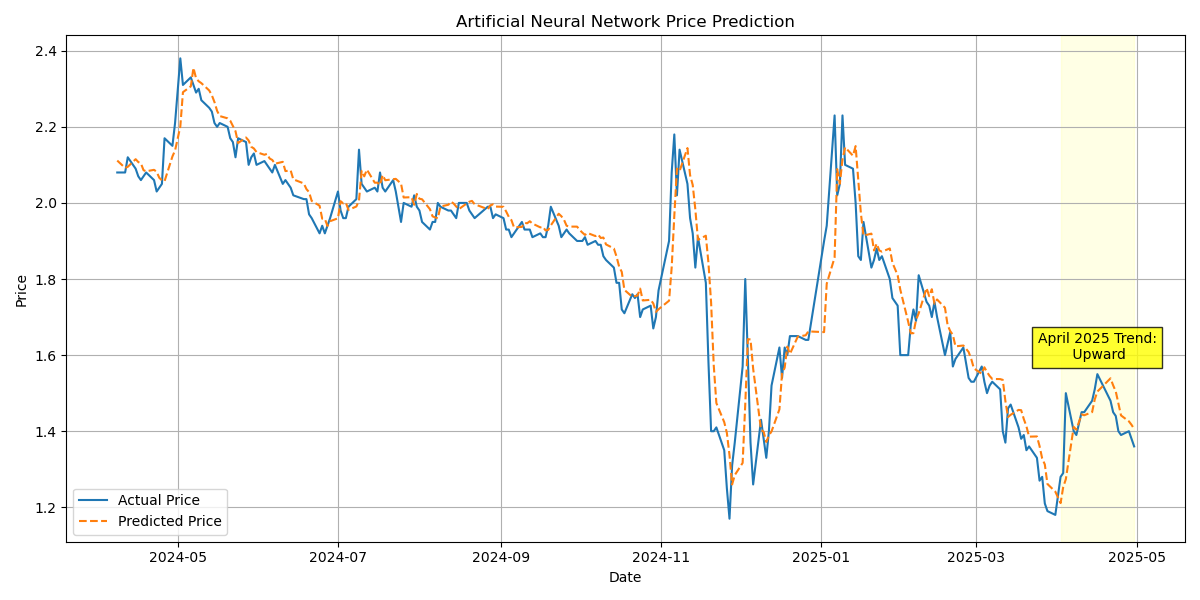 Artificial Neural Network Price Prediction
Price
2.4
2.2
2.0
1.8
1.6
1.4
1.2
April 2025 Trend:
Upward
Actual Price
Predicted Price
2024-05
2024-07
2024-09
2024-11
2025-01
2025-03
2025-05
Date